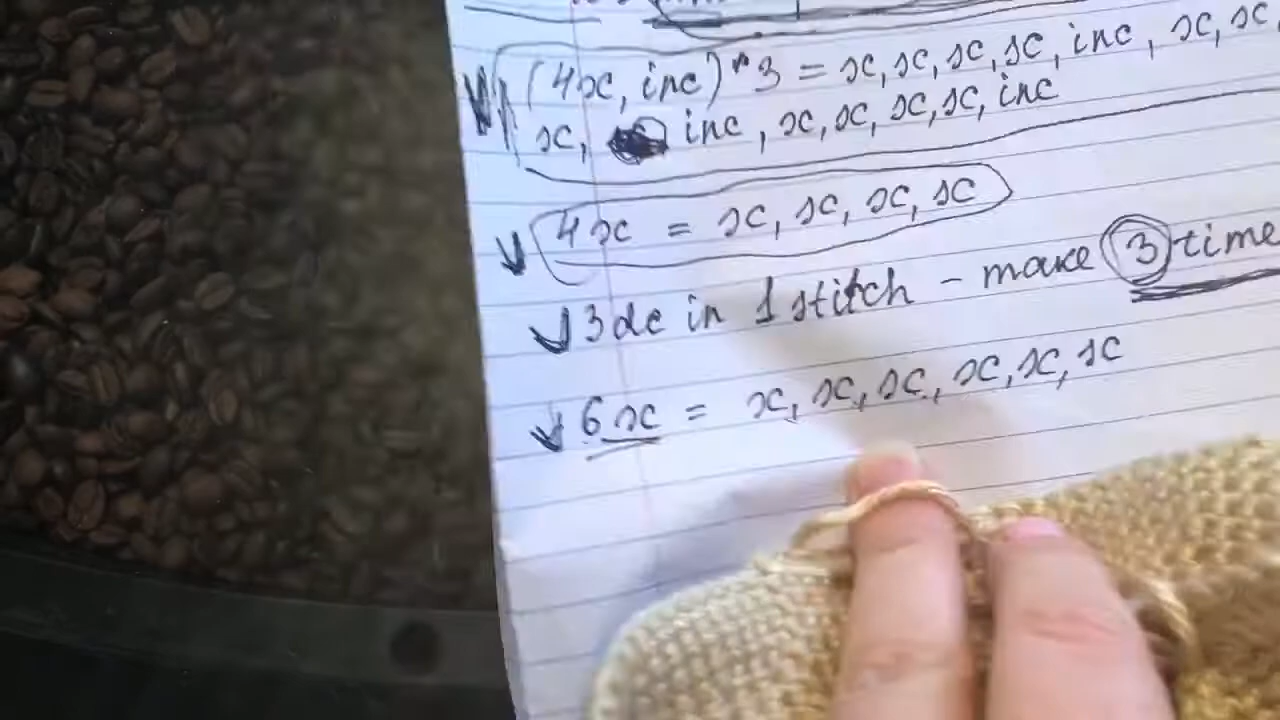 (4sc, inc)*3 = sc, sc, sc, sc, inc, sc, sc,
sc, inc, sc, sc, sc, sc, inc
4sc = sc, sc, sc, sc
3dc in 1 stitch - make 3 time
6sc = sc, sc, sc, sc, sc, sc